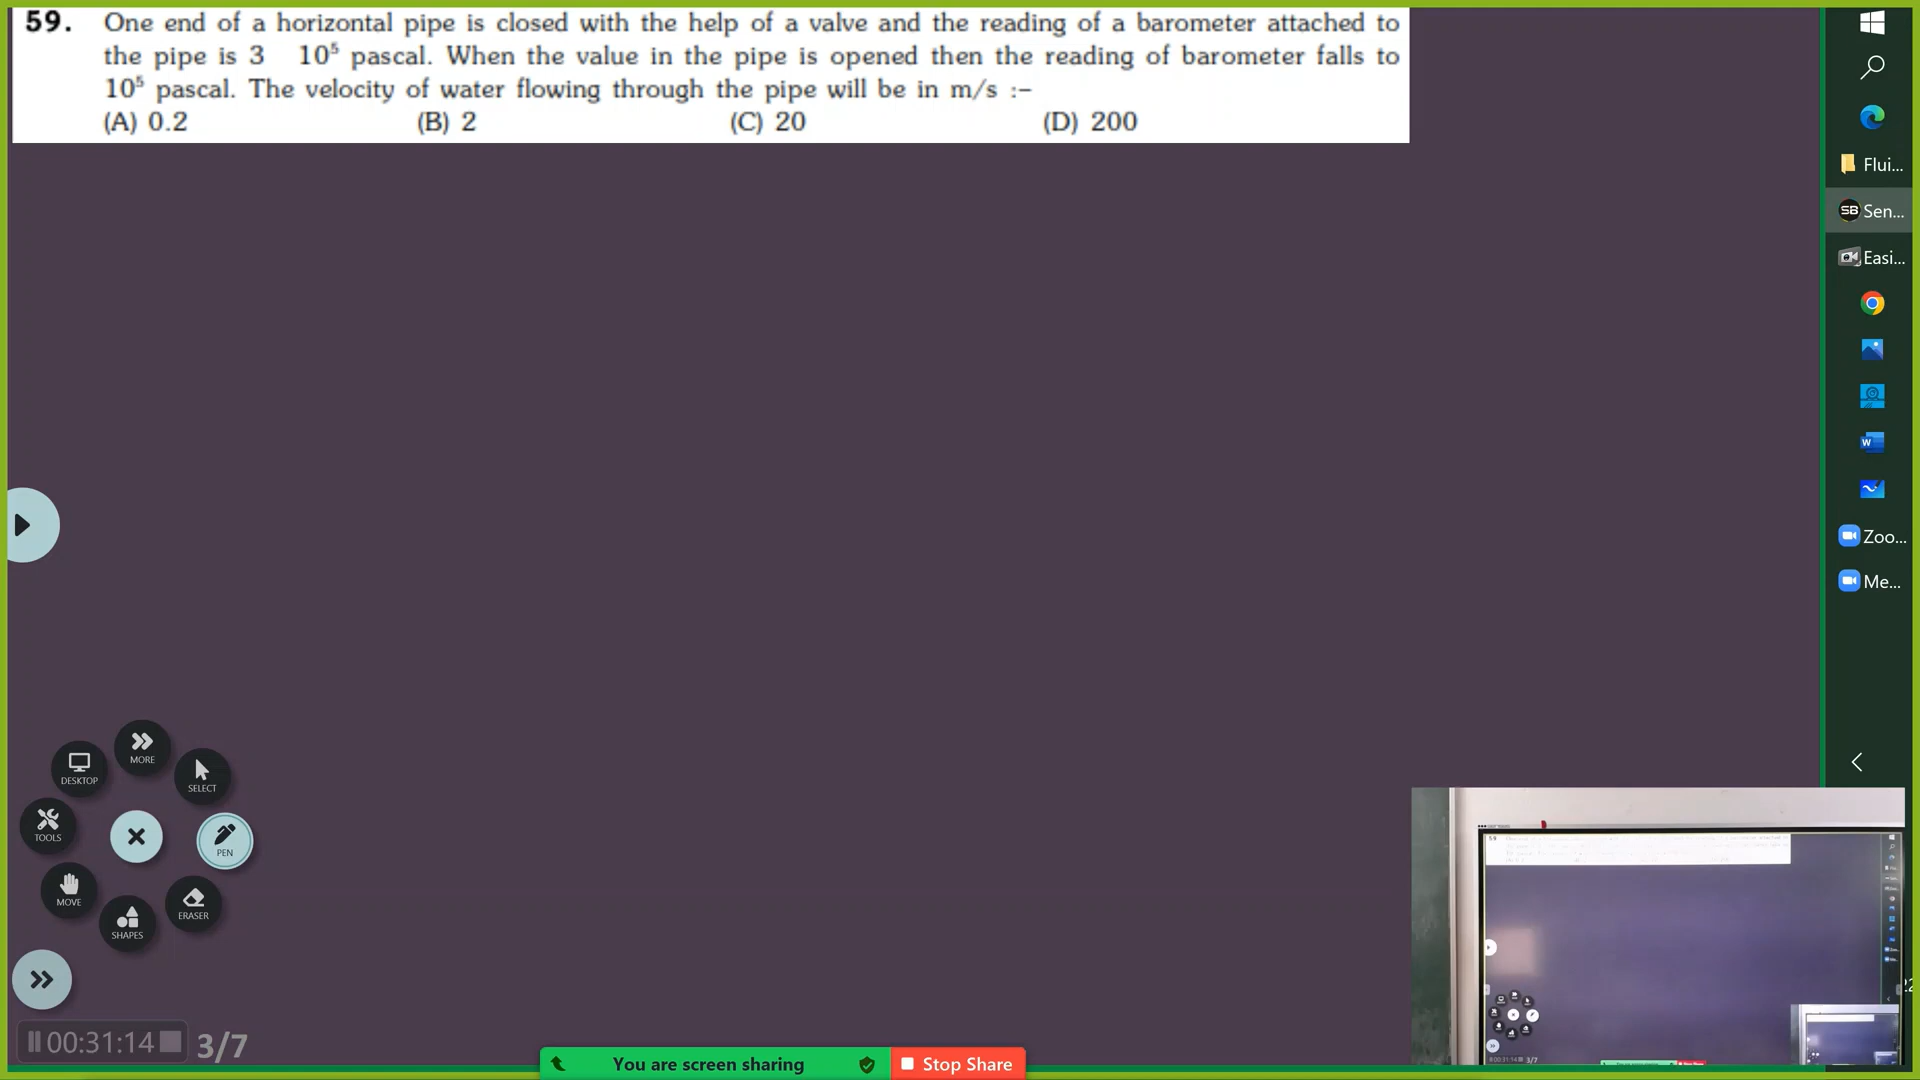 59. One end of a horizontal pipe is closed with the help of a valve and the reading of a barometer attached to
the pipe is 3 10⁵ pascal. When the value in the pipe is opened then the reading of barometer falls to
10⁵ pascal. The velocity of water flowing through the pipe will be in m/s :–
(A) 0.2 (B) 2 (C) 20 (D) 200
Flui...
SB Sen...
Easi...
W
Zoo...
Me...
MORE
DESKTOP
SELECT
TOOLS
PEN
MOVE
ERASER
SHAPES
00:31:14 3/7
You are screen sharing Stop Share